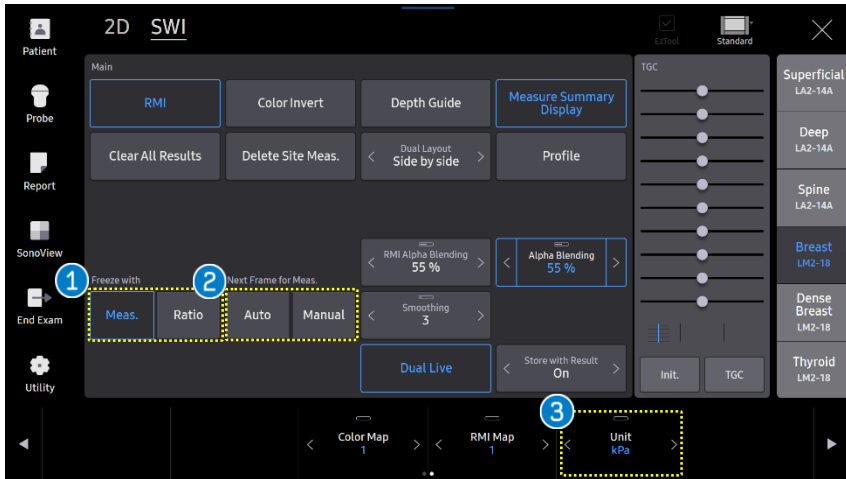 2D SWI
EzTool
Standard
Patient
Probe
Report
SonoView
End Exam
Utility
Main
RMI
Color Invert
Depth Guide
Measure Summary
Display
Clear All Results
Delete Site Meas.
Dual Layout
< Side by side >
Profile
RMI Alpha Blending
< 55 % >
Alpha Blending
< 55 % >
1
Freeze with
Meas.
Ratio
2
Next Frame for Meas.
Auto
Manual
Smoothing
< 3 >
Dual Live
Store with Result
< On >
TGC
Init.
TGC
Superficial
LA2-14A
Deep
LA2-14A
Spine
LA2-14A
Breast
LM2-18
Dense
Breast
LM2-18
Thyroid
LM2-18
Color Map
< 1 >
RMI Map
< 1 >
3
Unit
< kPa >